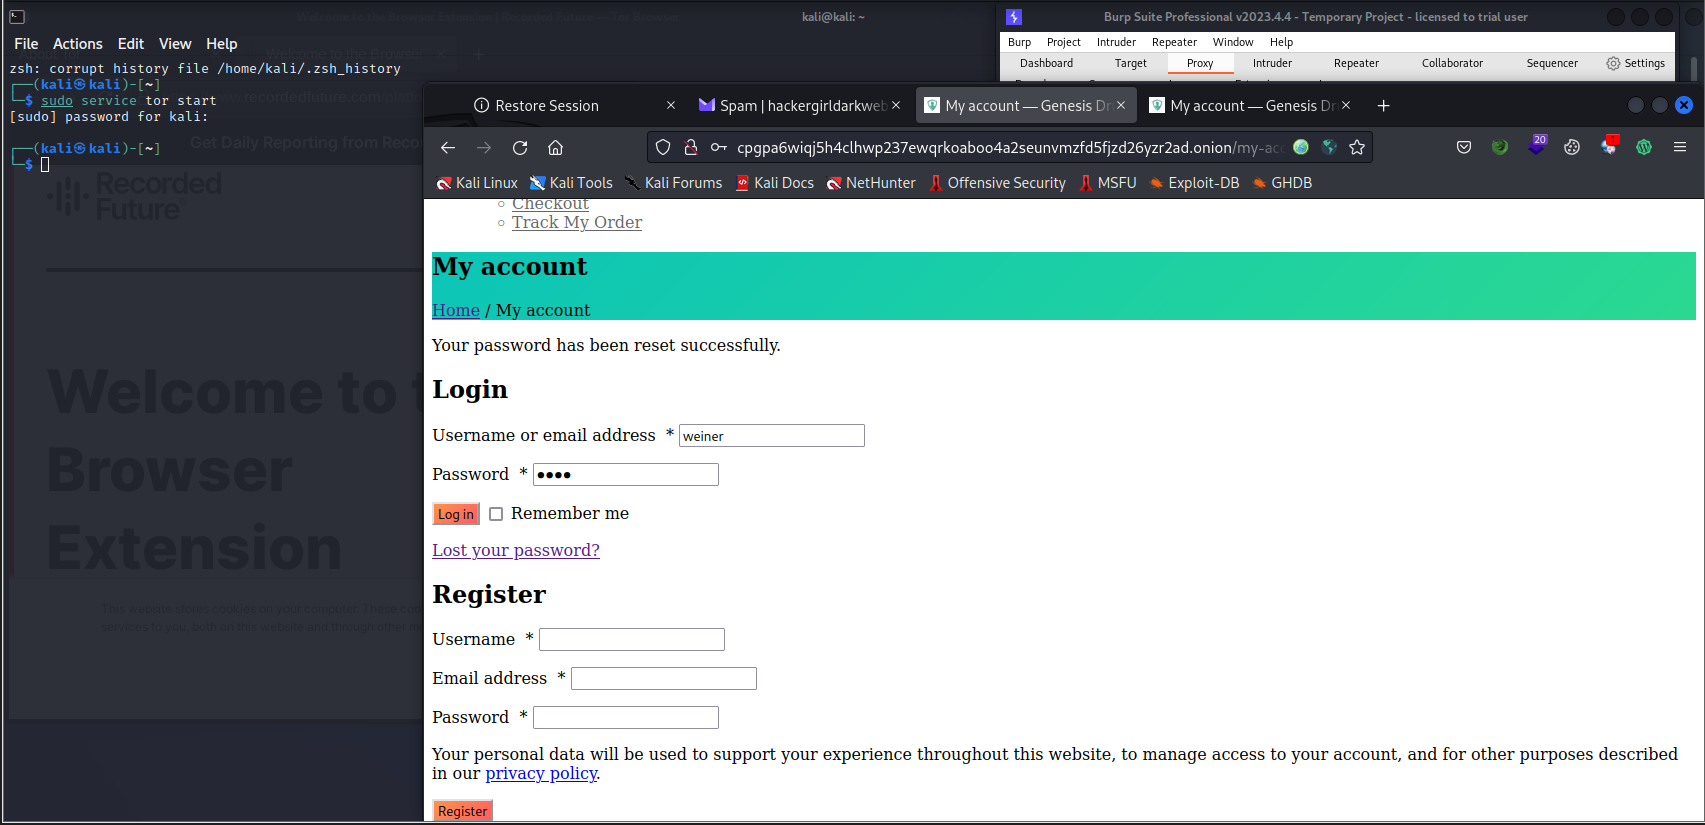 kali@kali: ~
File Actions Edit View Help
zsh: corrupt history file /home/kali/.zsh_history
(kali㉿kali)-[~]
$ sudo service tor start
[sudo] password for kali:
(kali㉿kali)-[~]
$
Get Daily Reporting from Reco
Recorded
Future
Welcome to t
Browser
Extension
This website stores cookies on your computer. These coo
services to you, both on this website and through other me
Burp Suite Professional v2023.4.4 - Temporary Project - licensed to trial user
Burp Project Intruder Repeater Window Help
Dashboard Target Proxy Intruder Repeater Collaborator Sequencer Settings
Restore Session
Spam | hackergirldarkweb
My account — Genesis Dr
My account — Genesis Dr
cpgpa6wiqj5h4clhwp237ewqrkoaboo4a2seunvmzfd5fjzd26yzr2ad.onion/my-acc
20
1
Kali Linux Kali Tools Kali Forums Kali Docs NetHunter Offensive Security MSFU Exploit-DB GHDB
Checkout
Track My Order
My account
Home / My account
Your password has been reset successfully.
Login
Username or email address * weiner
Password * ●●●●
Log in Remember me
Lost your password?
Register
Username *
Email address *
Password *
Your personal data will be used to support your experience throughout this website, to manage access to your account, and for other purposes described
in our privacy policy.
Register